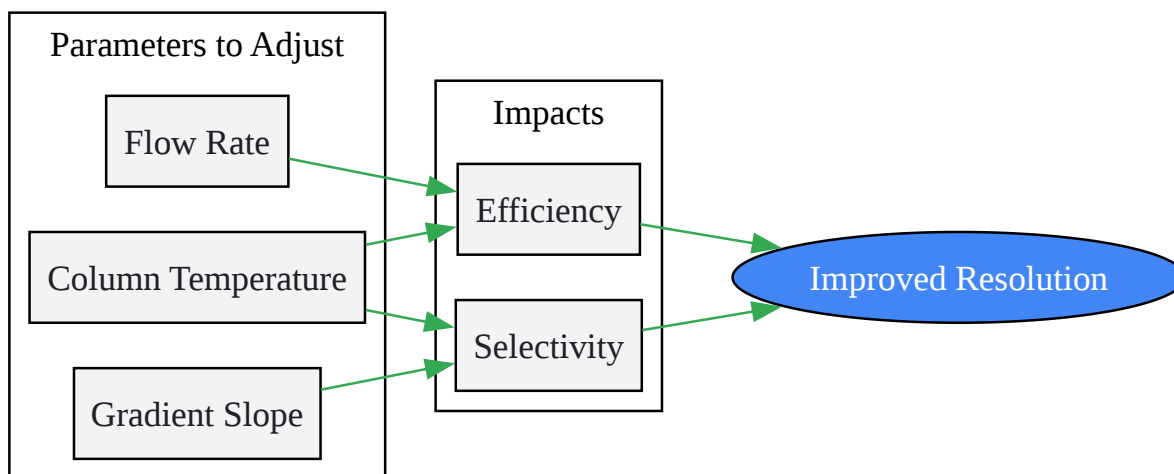 Parameters to Adjust
Flow Rate
Column Temperature
Gradient Slope
Impacts
Efficiency
Selectivity
Improved Resolution